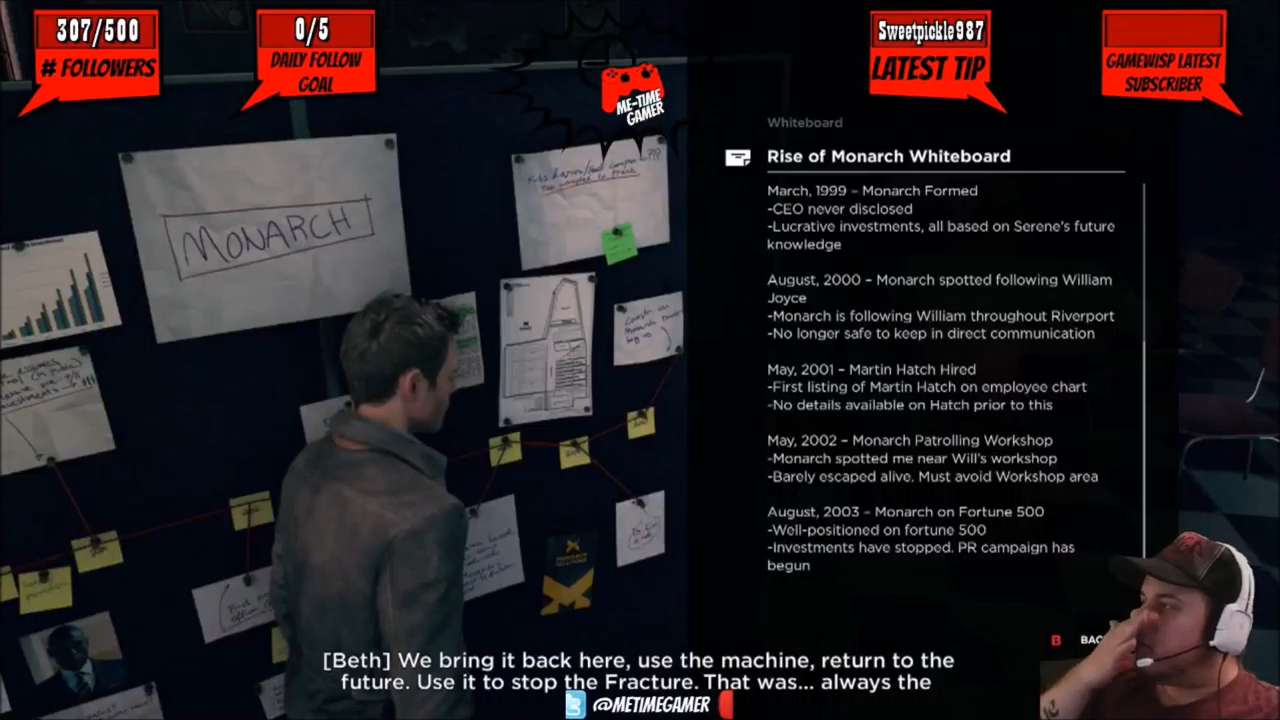 307/500
# FOLLOWERS
0/5
DAILY FOLLOW
GOAL
ME-TIME
GAMER
Sweetpickle987
LATEST TIP
GAMEWISP LATEST
SUBSCRIBER
MONARCH
Whiteboard
Rise of Monarch Whiteboard
March, 1999 – Monarch Formed
-CEO never disclosed
-Lucrative investments, all based on Serene's future
knowledge
August, 2000 – Monarch spotted following William
Joyce
-Monarch is following William throughout Riverport
-No longer safe to keep in direct communication
May, 2001 – Martin Hatch Hired
-First listing of Martin Hatch on employee chart
-No details available on Hatch prior to this
May, 2002 – Monarch Patrolling Workshop
-Monarch spotted me near Will's workshop
-Barely escaped alive. Must avoid Workshop area
August, 2003 – Monarch on Fortune 500
-Well-positioned on fortune 500
-Investments have stopped. PR campaign has
begun
B BAC
[Beth] We bring it back here, use the machine, return to the
future. Use it to stop the Fracture. That was... always the
@METIMEGAMER